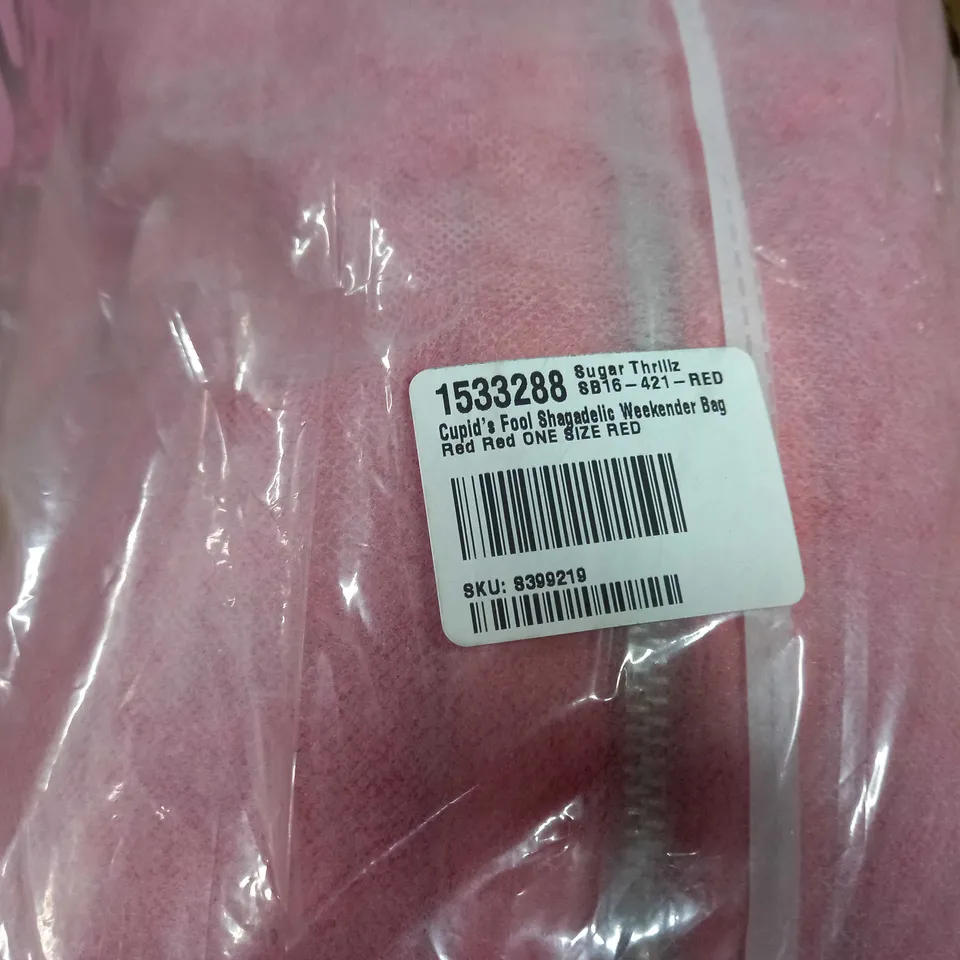 1533288 Sugar Thrillz
SB16-421-RED
Cupid's Fool Shagadelic Weekender Bag
Red Red ONE SIZE RED
SKU: 8399219